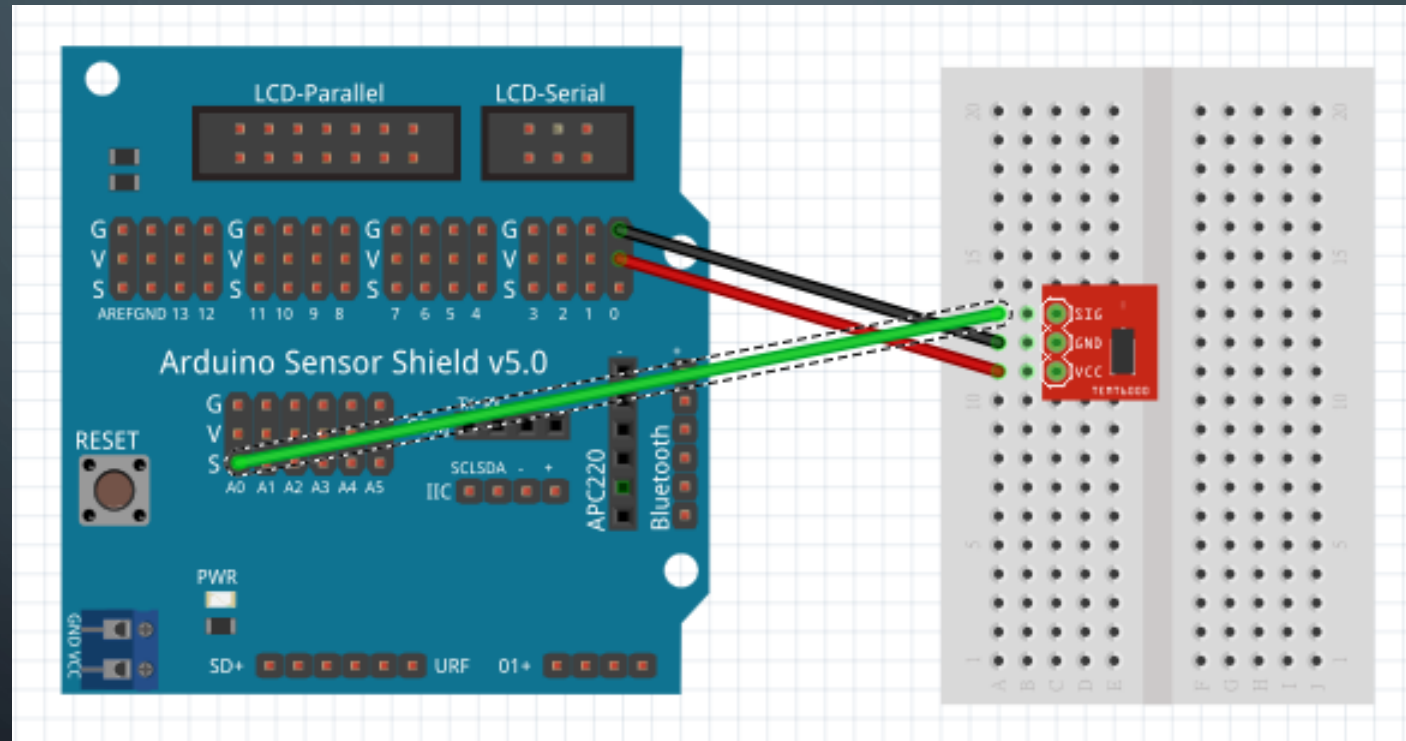 LCD-Parallel LCD-Serial
20 20
G G G G
V V V V
S S S S
AREF GND 13 12 11 10 9 8 7 6 5 4 3 2 1 0
15 15
SIG
GND
VCC
TEMT6000
Arduino Sensor Shield v5.0
- +
G
V
S
A0 A1 A2 A3 A4 A5
10 10
RESET
SCL SDA - +
IIC
APC220
Bluetooth
5 5
PWR
GND VCC
SD+ URF 01+
1 1
A B C D E F G H I J